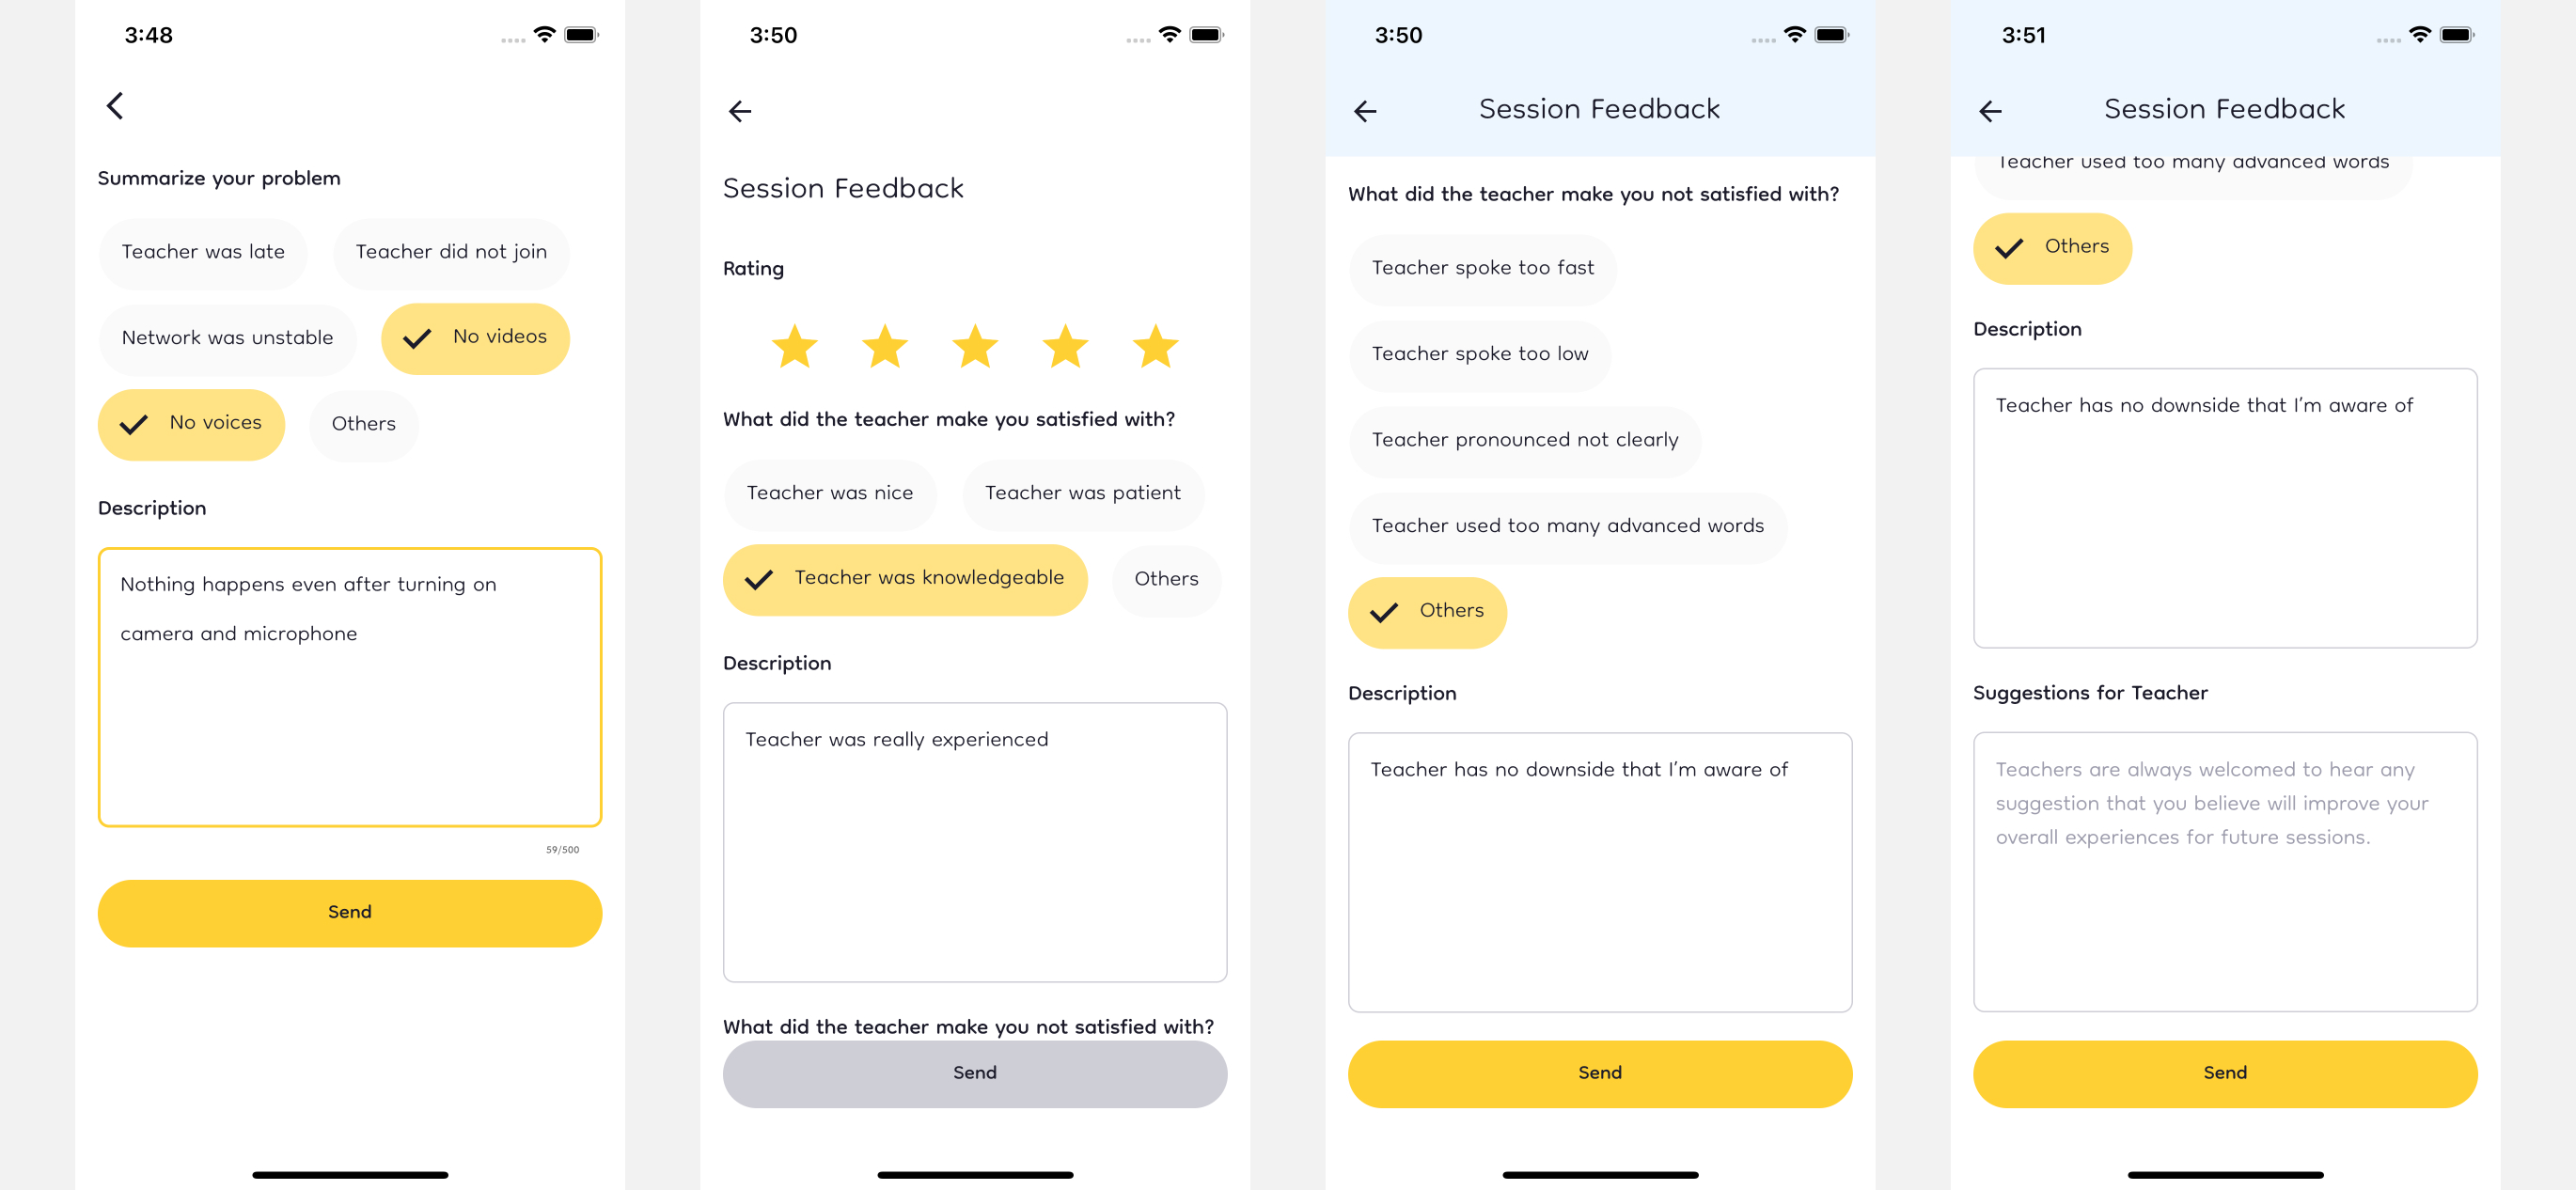 3:48
Summarize your problem
Teacher was late
Teacher did not join
Network was unstable
No videos
No voices
Others
Description
Nothing happens even after turning on
camera and microphone
59/500
Send
3:50
Session Feedback
Rating
What did the teacher make you satisfied with?
Teacher was nice
Teacher was patient
Teacher was knowledgeable
Others
Description
Teacher was really experienced
What did the teacher make you not satisfied with?
Send
3:50
Session Feedback
What did the teacher make you not satisfied with?
Teacher spoke too fast
Teacher spoke too low
Teacher pronounced not clearly
Teacher used too many advanced words
Others
Description
Teacher has no downside that I'm aware of
Send
3:51
Session Feedback
Teacher used too many advanced words
Others
Description
Teacher has no downside that I'm aware of
Suggestions for Teacher
Teachers are always welcomed to hear any
suggestion that you believe will improve your
overall experiences for future sessions.
Send